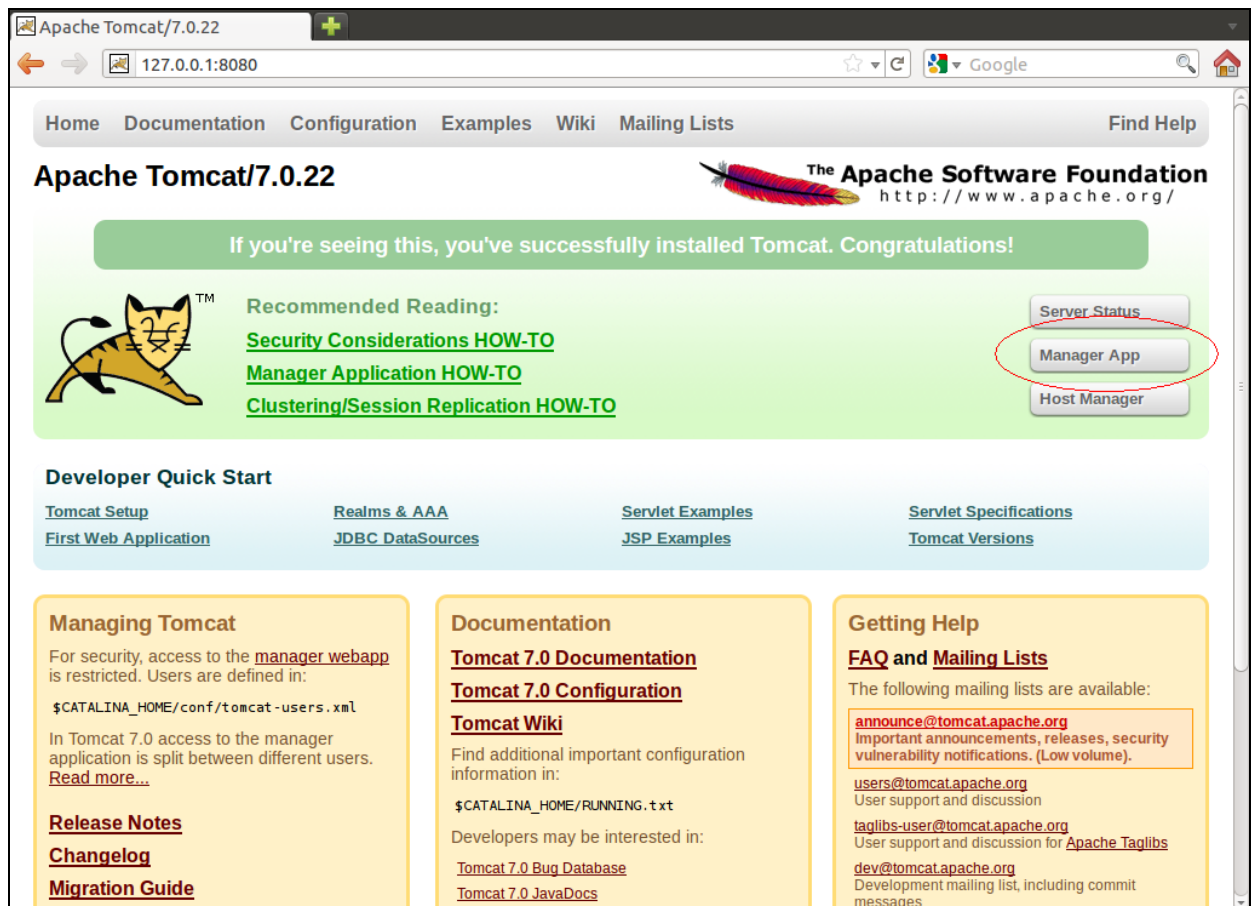 Apache Tomcat/7.0.22
127.0.0.1:8080
Google
Home Documentation Configuration Examples Wiki Mailing Lists Find Help
Apache Tomcat/7.0.22
The Apache Software Foundation
http://www.apache.org/
If you're seeing this, you've successfully installed Tomcat. Congratulations!
TM
Recommended Reading:
Security Considerations HOW-TO
Manager Application HOW-TO
Clustering/Session Replication HOW-TO
Server Status
Manager App
Host Manager
Developer Quick Start
Tomcat Setup
First Web Application
Realms & AAA
JDBC DataSources
Servlet Examples
JSP Examples
Servlet Specifications
Tomcat Versions
Managing Tomcat
For security, access to the manager webapp
is restricted. Users are defined in:
$CATALINA_HOME/conf/tomcat-users.xml
In Tomcat 7.0 access to the manager
application is split between different users.
Read more...
Release Notes
Changelog
Migration Guide
Documentation
Tomcat 7.0 Documentation
Tomcat 7.0 Configuration
Tomcat Wiki
Find additional important configuration
information in:
$CATALINA_HOME/RUNNING.txt
Developers may be interested in:
Tomcat 7.0 Bug Database
Tomcat 7.0 JavaDocs
Getting Help
FAQ and Mailing Lists
The following mailing lists are available:
announce@tomcat.apache.org
Important announcements, releases, security
vulnerability notifications. (Low volume).
users@tomcat.apache.org
User support and discussion
taglibs-user@tomcat.apache.org
User support and discussion for Apache Taglibs
dev@tomcat.apache.org
Development mailing list, including commit
messages